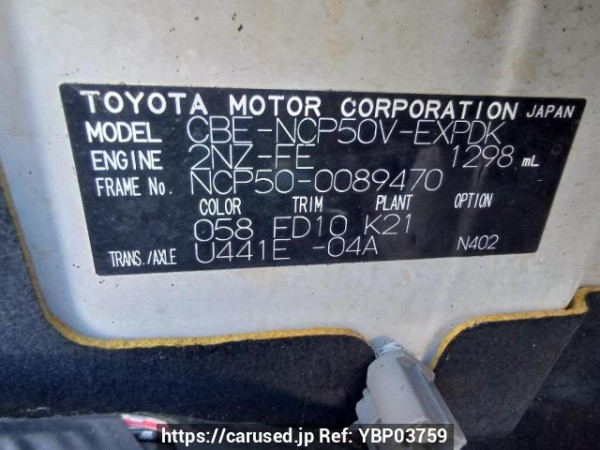 TOYOTA MOTOR CORPORATION JAPAN
MODEL CBE-NCP50V-EXPDK
ENGINE 2NZ-FE 1298 mL
FRAME No. NCP50-0089470
COLOR TRIM PLANT OPTION
058 FD10 K21
TRANS./AXLE U441E -04A N402
https://carused.jp Ref: YBP03759